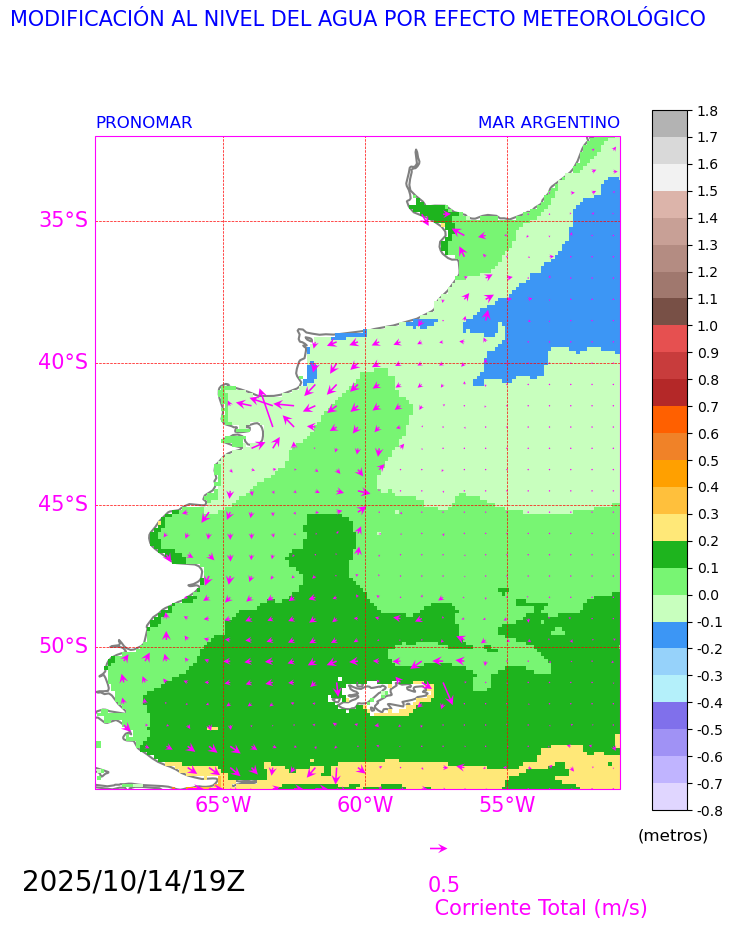 MODIFICACIÓN AL NIVEL DEL AGUA POR EFECTO METEOROLÓGICO
PRONOMAR MAR ARGENTINO
35°S
40°S
45°S
50°S
65°W 60°W 55°W
1.8
1.7
1.6
1.5
1.4
1.3
1.2
1.1
1.0
0.9
0.8
0.7
0.6
0.5
0.4
0.3
0.2
0.1
0.0
-0.1
-0.2
-0.3
-0.4
-0.5
-0.6
-0.7
-0.8
(metros)
2025/10/14/19Z
0.5
Corriente Total (m/s)